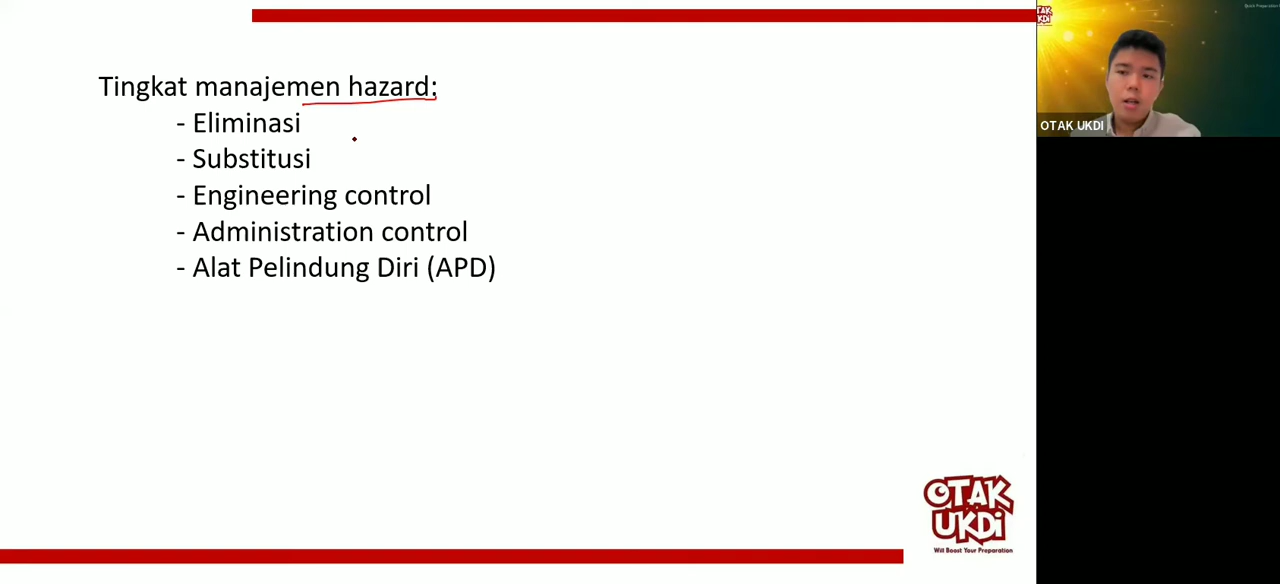 Tingkat manajemen hazard:
- Eliminasi
- Substitusi
- Engineering control
- Administration control
- Alat Pelindung Diri (APD)
OTAK UKDI
OTAK
UKDi
Will Boost Your Preparation